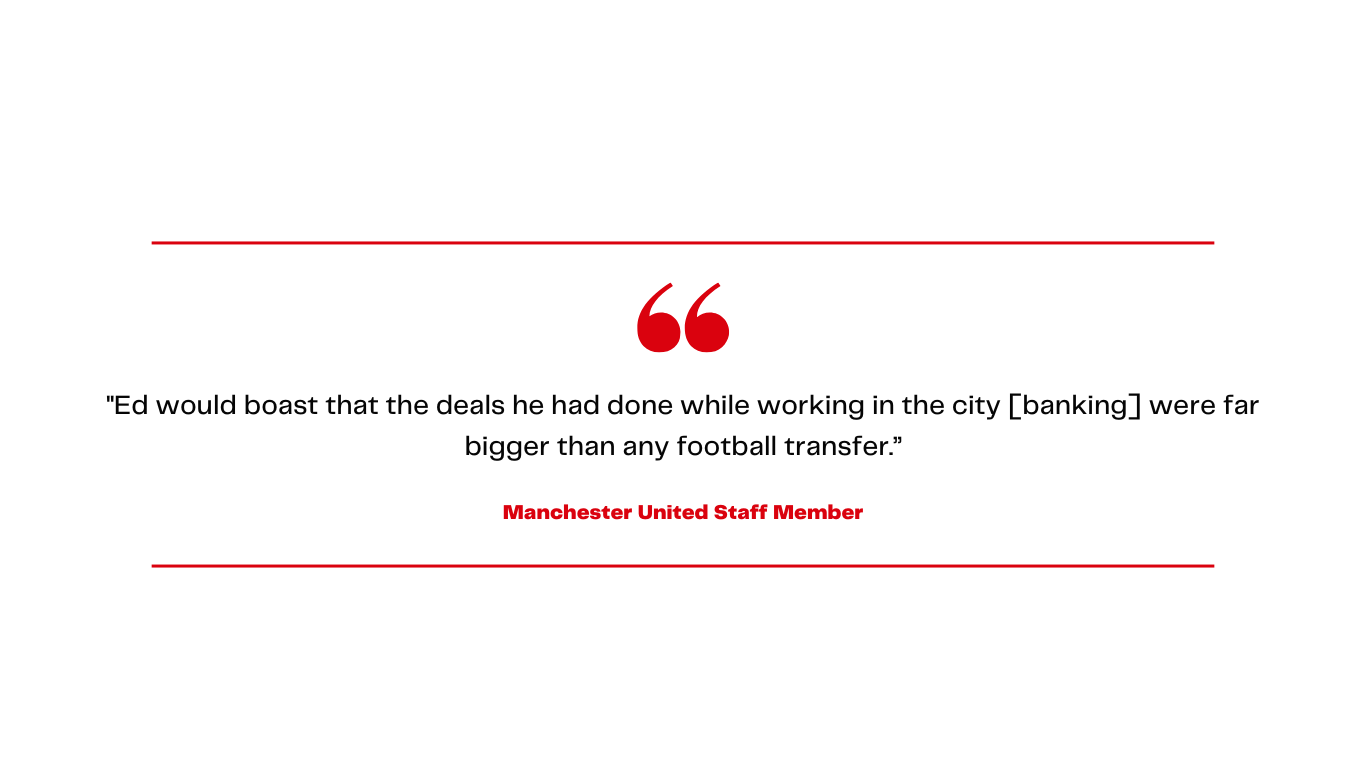 “
"Ed would boast that the deals he had done while working in the city [banking] were far
bigger than any football transfer.”
Manchester United Staff Member